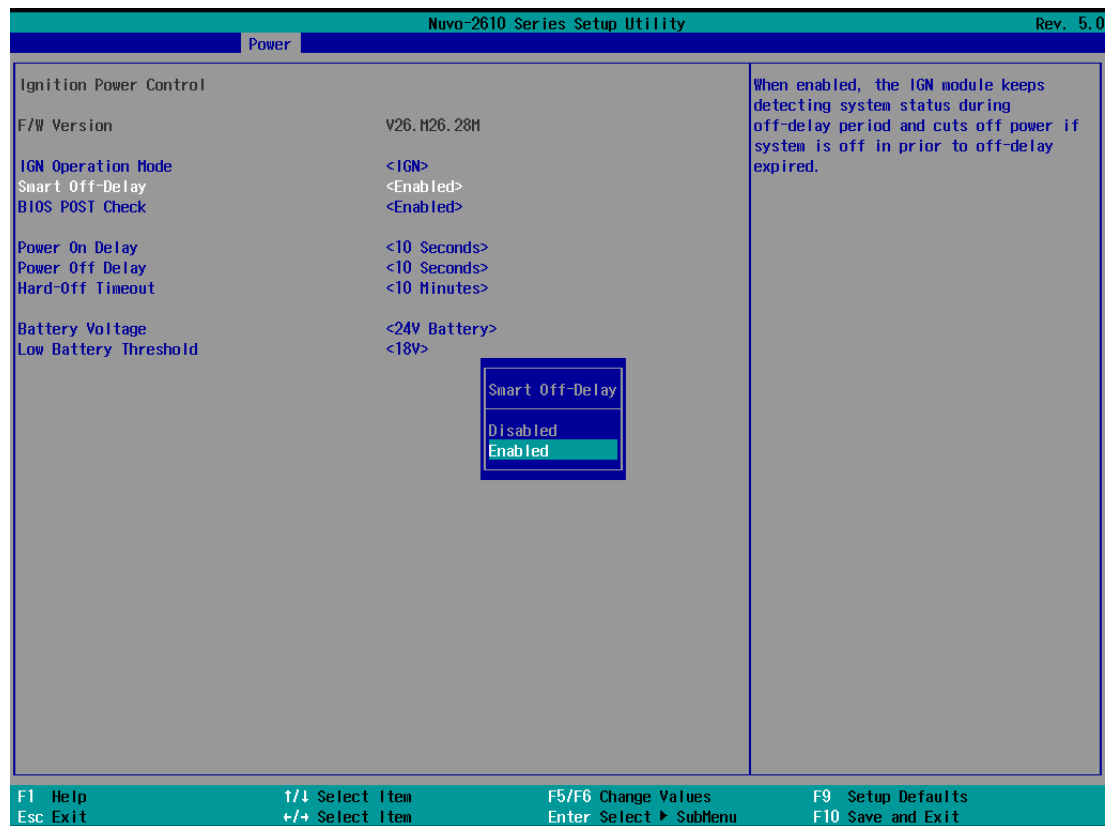 Nuvo-2610 Series Setup Utility Rev. 5.0
Power
Ignition Power Control
F/W Version V26.M26.28M
IGN Operation Mode <IGN>
Smart Off-Delay <Enabled>
BIOS POST Check <Enabled>
Power On Delay <10 Seconds>
Power Off Delay <10 Seconds>
Hard-Off Timeout <10 Minutes>
Battery Voltage <24V Battery>
Low Battery Threshold <18V>
When enabled, the IGN module keeps
detecting system status during
off-delay period and cuts off power if
system is off in prior to off-delay
expired.
Smart Off-Delay
Disabled
Enabled
F1 Help ↑/↓ Select Item F5/F6 Change Values F9 Setup Defaults
Esc Exit ←/→ Select Item Enter Select ▶ SubMenu F10 Save and Exit